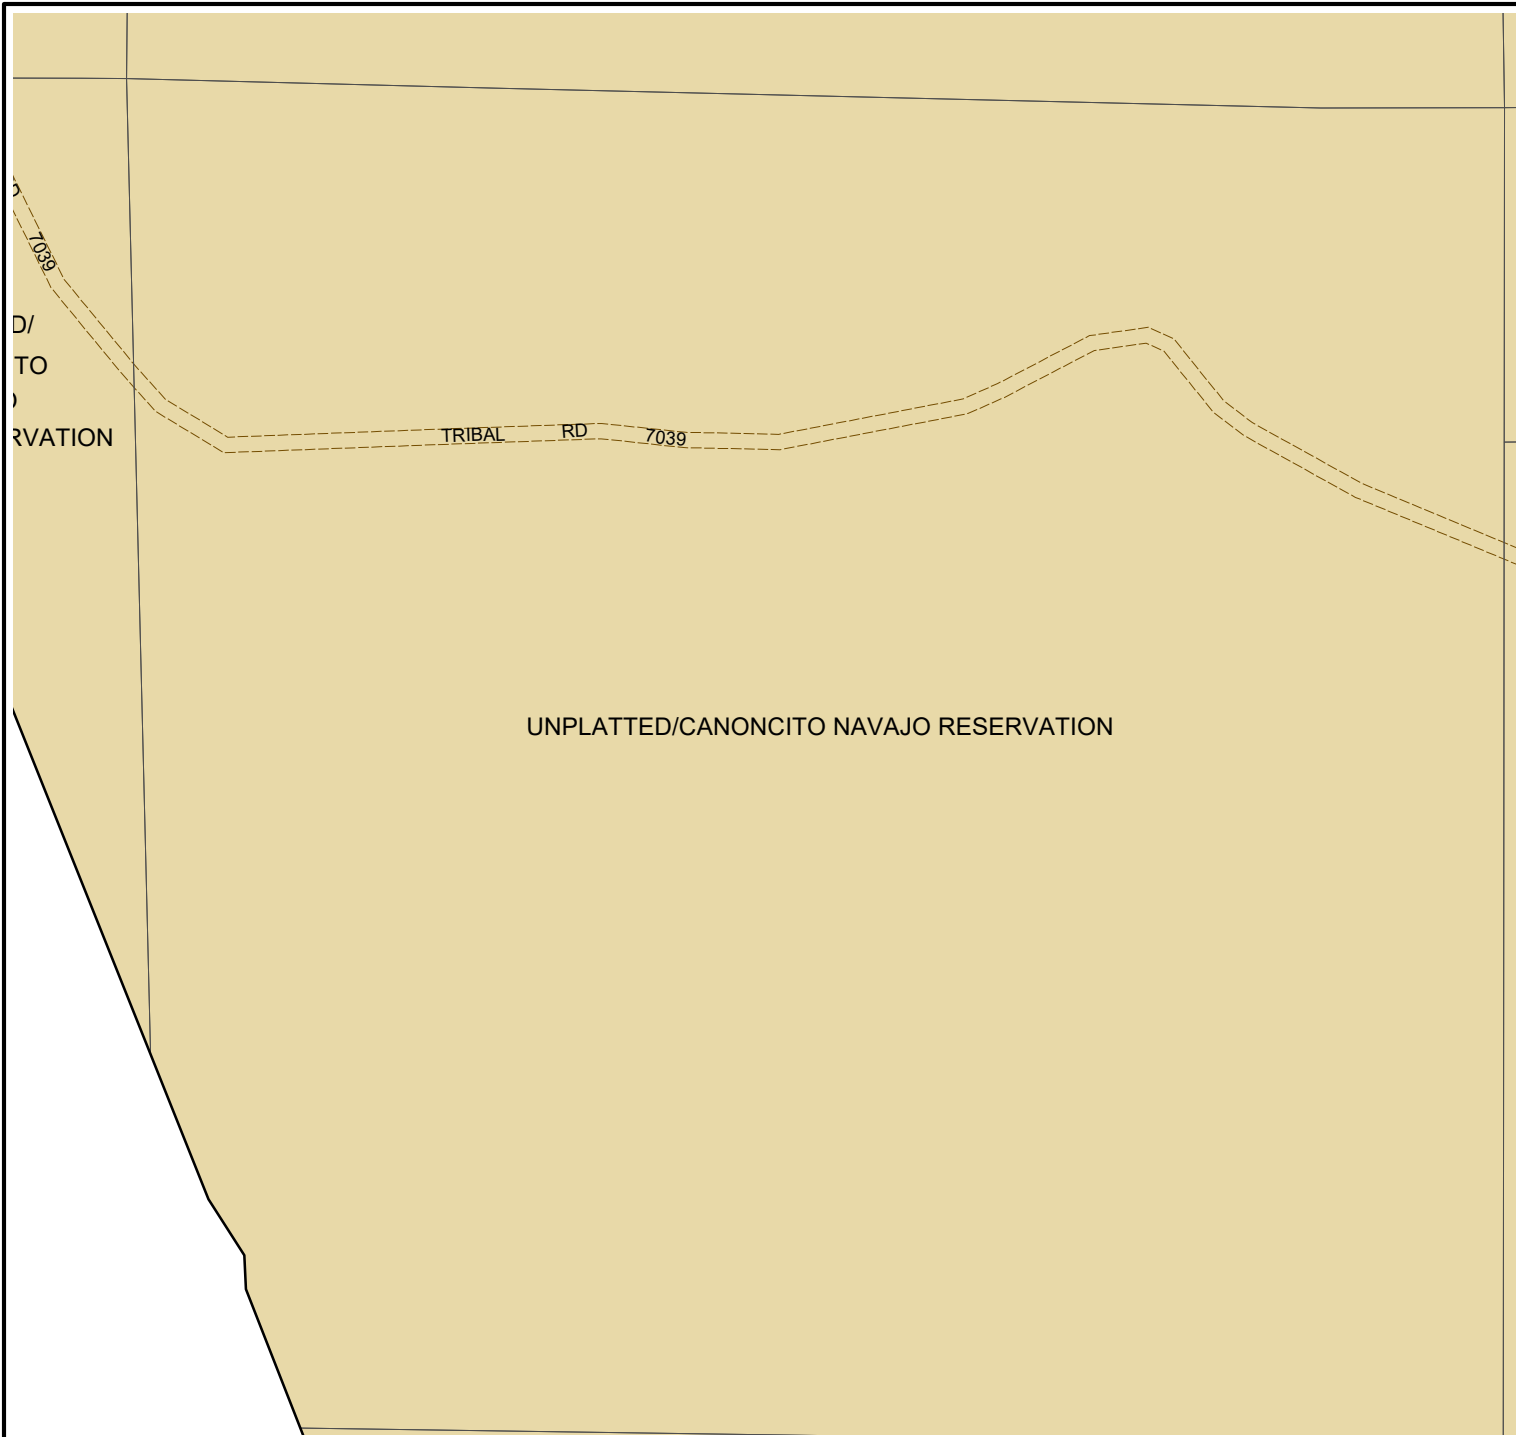 7039
D/
TO
RVATION
TRIBAL RD 7039
UNPLATTED/CANONCITO NAVAJO RESERVATION